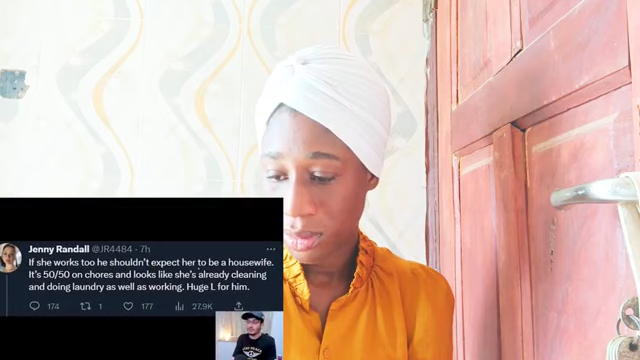 Jenny Randall @JR4484 · 7h
If she works too he shouldn't expect her to be a housewife.
It's 50/50 on chores and looks like she's already cleaning
and doing laundry as well as working. Huge L for him.
174 1 177 27.9K